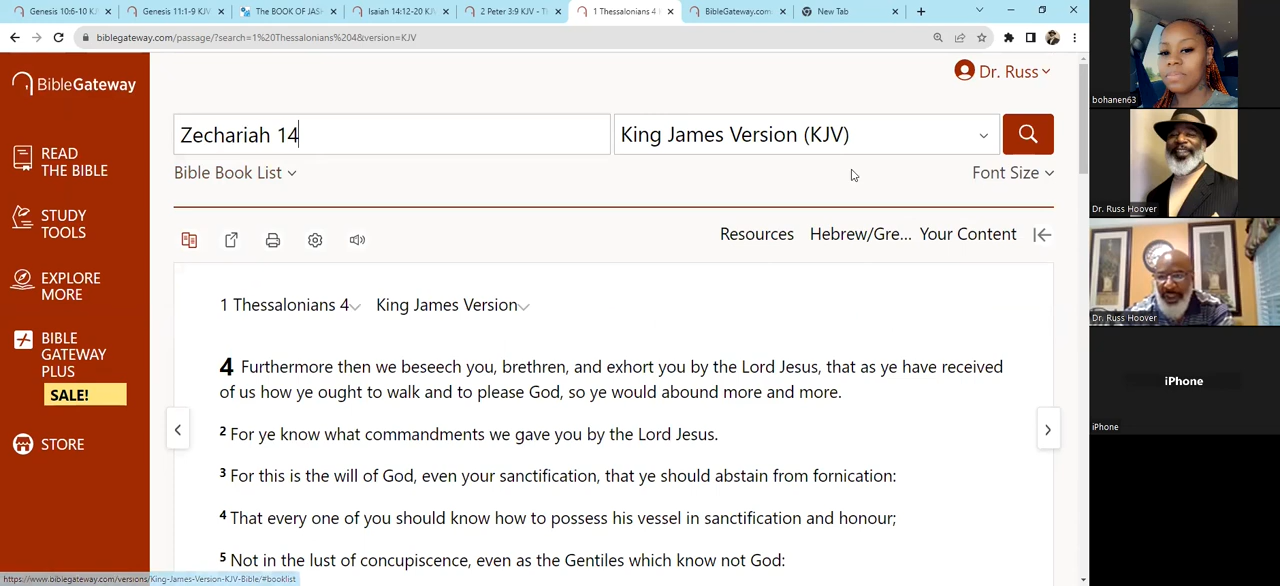 Genesis 10:6-10 KJ
Genesis 11:1-9 KJV
The BOOK OF JAS
Isaiah 14:12-20 KJV
2 Peter 3:9 KJV - T
1 Thessalonians 4 K
BibleGateway.com
New Tab
biblegateway.com/passage/?search=1%20Thessalonians%204&version=KJV
BibleGateway
Dr. Russ
Zechariah 14
King James Version (KJV)
Bible Book List
Font Size
READ
THE BIBLE
STUDY
TOOLS
EXPLORE
MORE
BIBLE
GATEWAY
PLUS
SALE!
STORE
Resources
Hebrew/Gre...
Your Content
1 Thessalonians 4
King James Version
4 Furthermore then we beseech you, brethren, and exhort you by the Lord Jesus, that as ye have received
of us how ye ought to walk and to please God, so ye would abound more and more.
2 For ye know what commandments we gave you by the Lord Jesus.
3 For this is the will of God, even your sanctification, that ye should abstain from fornication:
4 That every one of you should know how to possess his vessel in sanctification and honour;
5 Not in the lust of concupiscence, even as the Gentiles which know not God:
https://www.biblegateway.com/versions/King-James-Version-KJV-Bible/#booklist
bohanen63
Dr. Russ Hoover
Dr. Russ Hoover
iPhone
iPhone